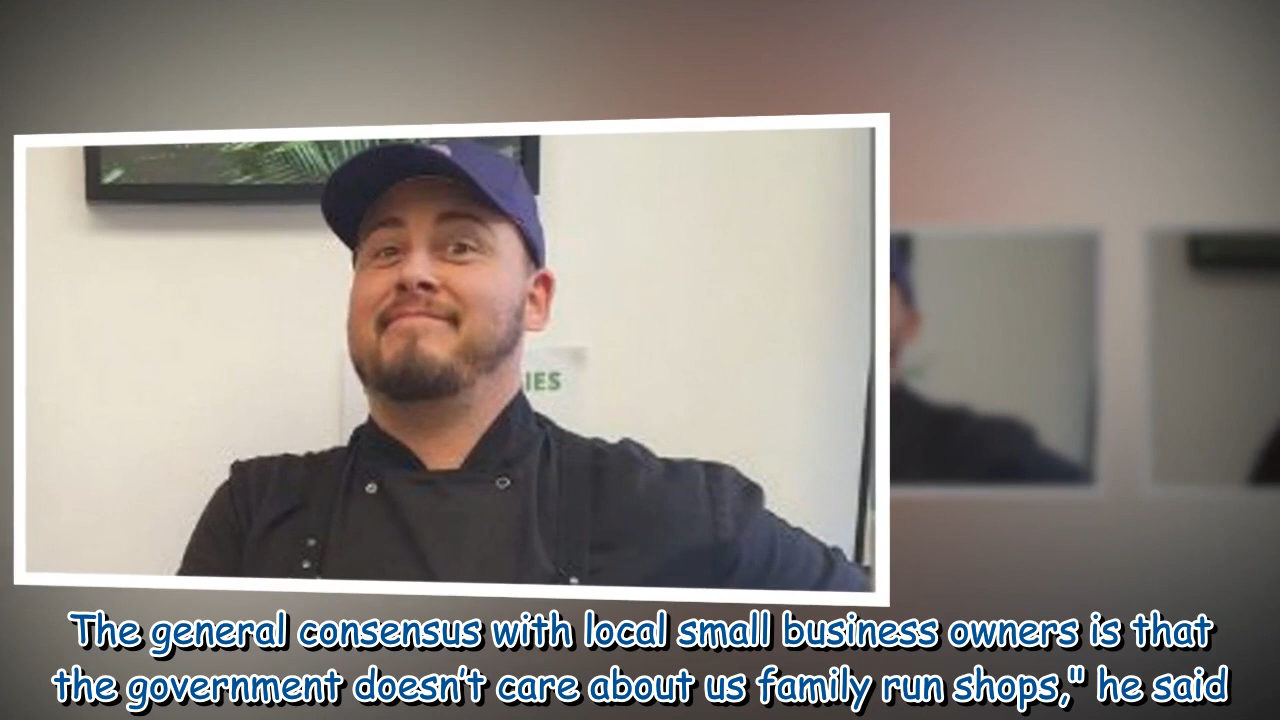 IES
The general consensus with local small business owners is that
the government doesn't care about us family run shops," he said